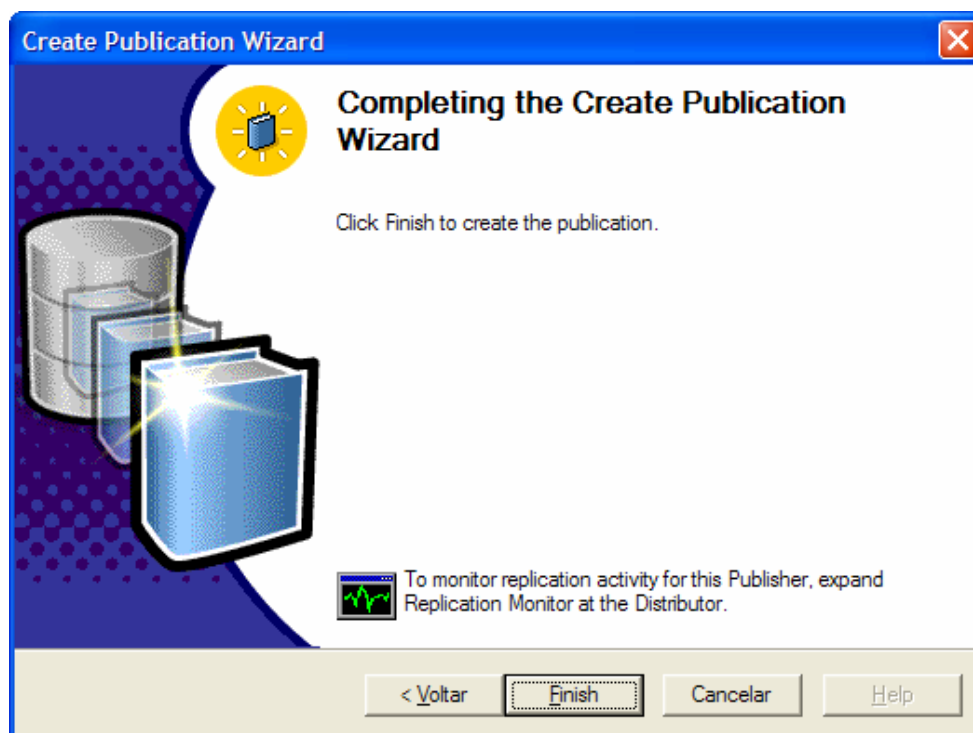 Create Publication Wizard
Completing the Create Publication
Wizard
Click Finish to create the publication.
To monitor replication activity for this Publisher, expand
Replication Monitor at the Distributor.
< Voltar
Finish
Cancelar
Help